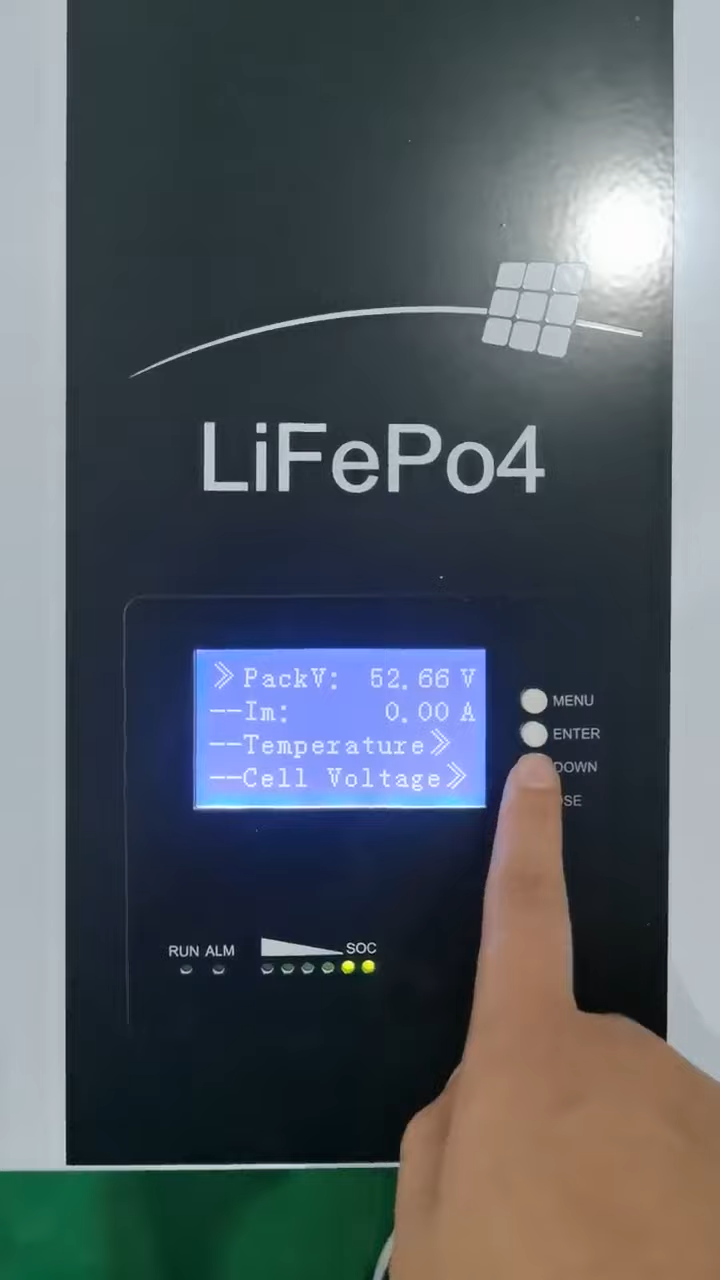 LiFePo4
》PackV: 52.66 V
--Im: 0.00 A
--Temperature》
--Cell Voltage》
MENU
ENTER
DOWN
RUN ALM SOC